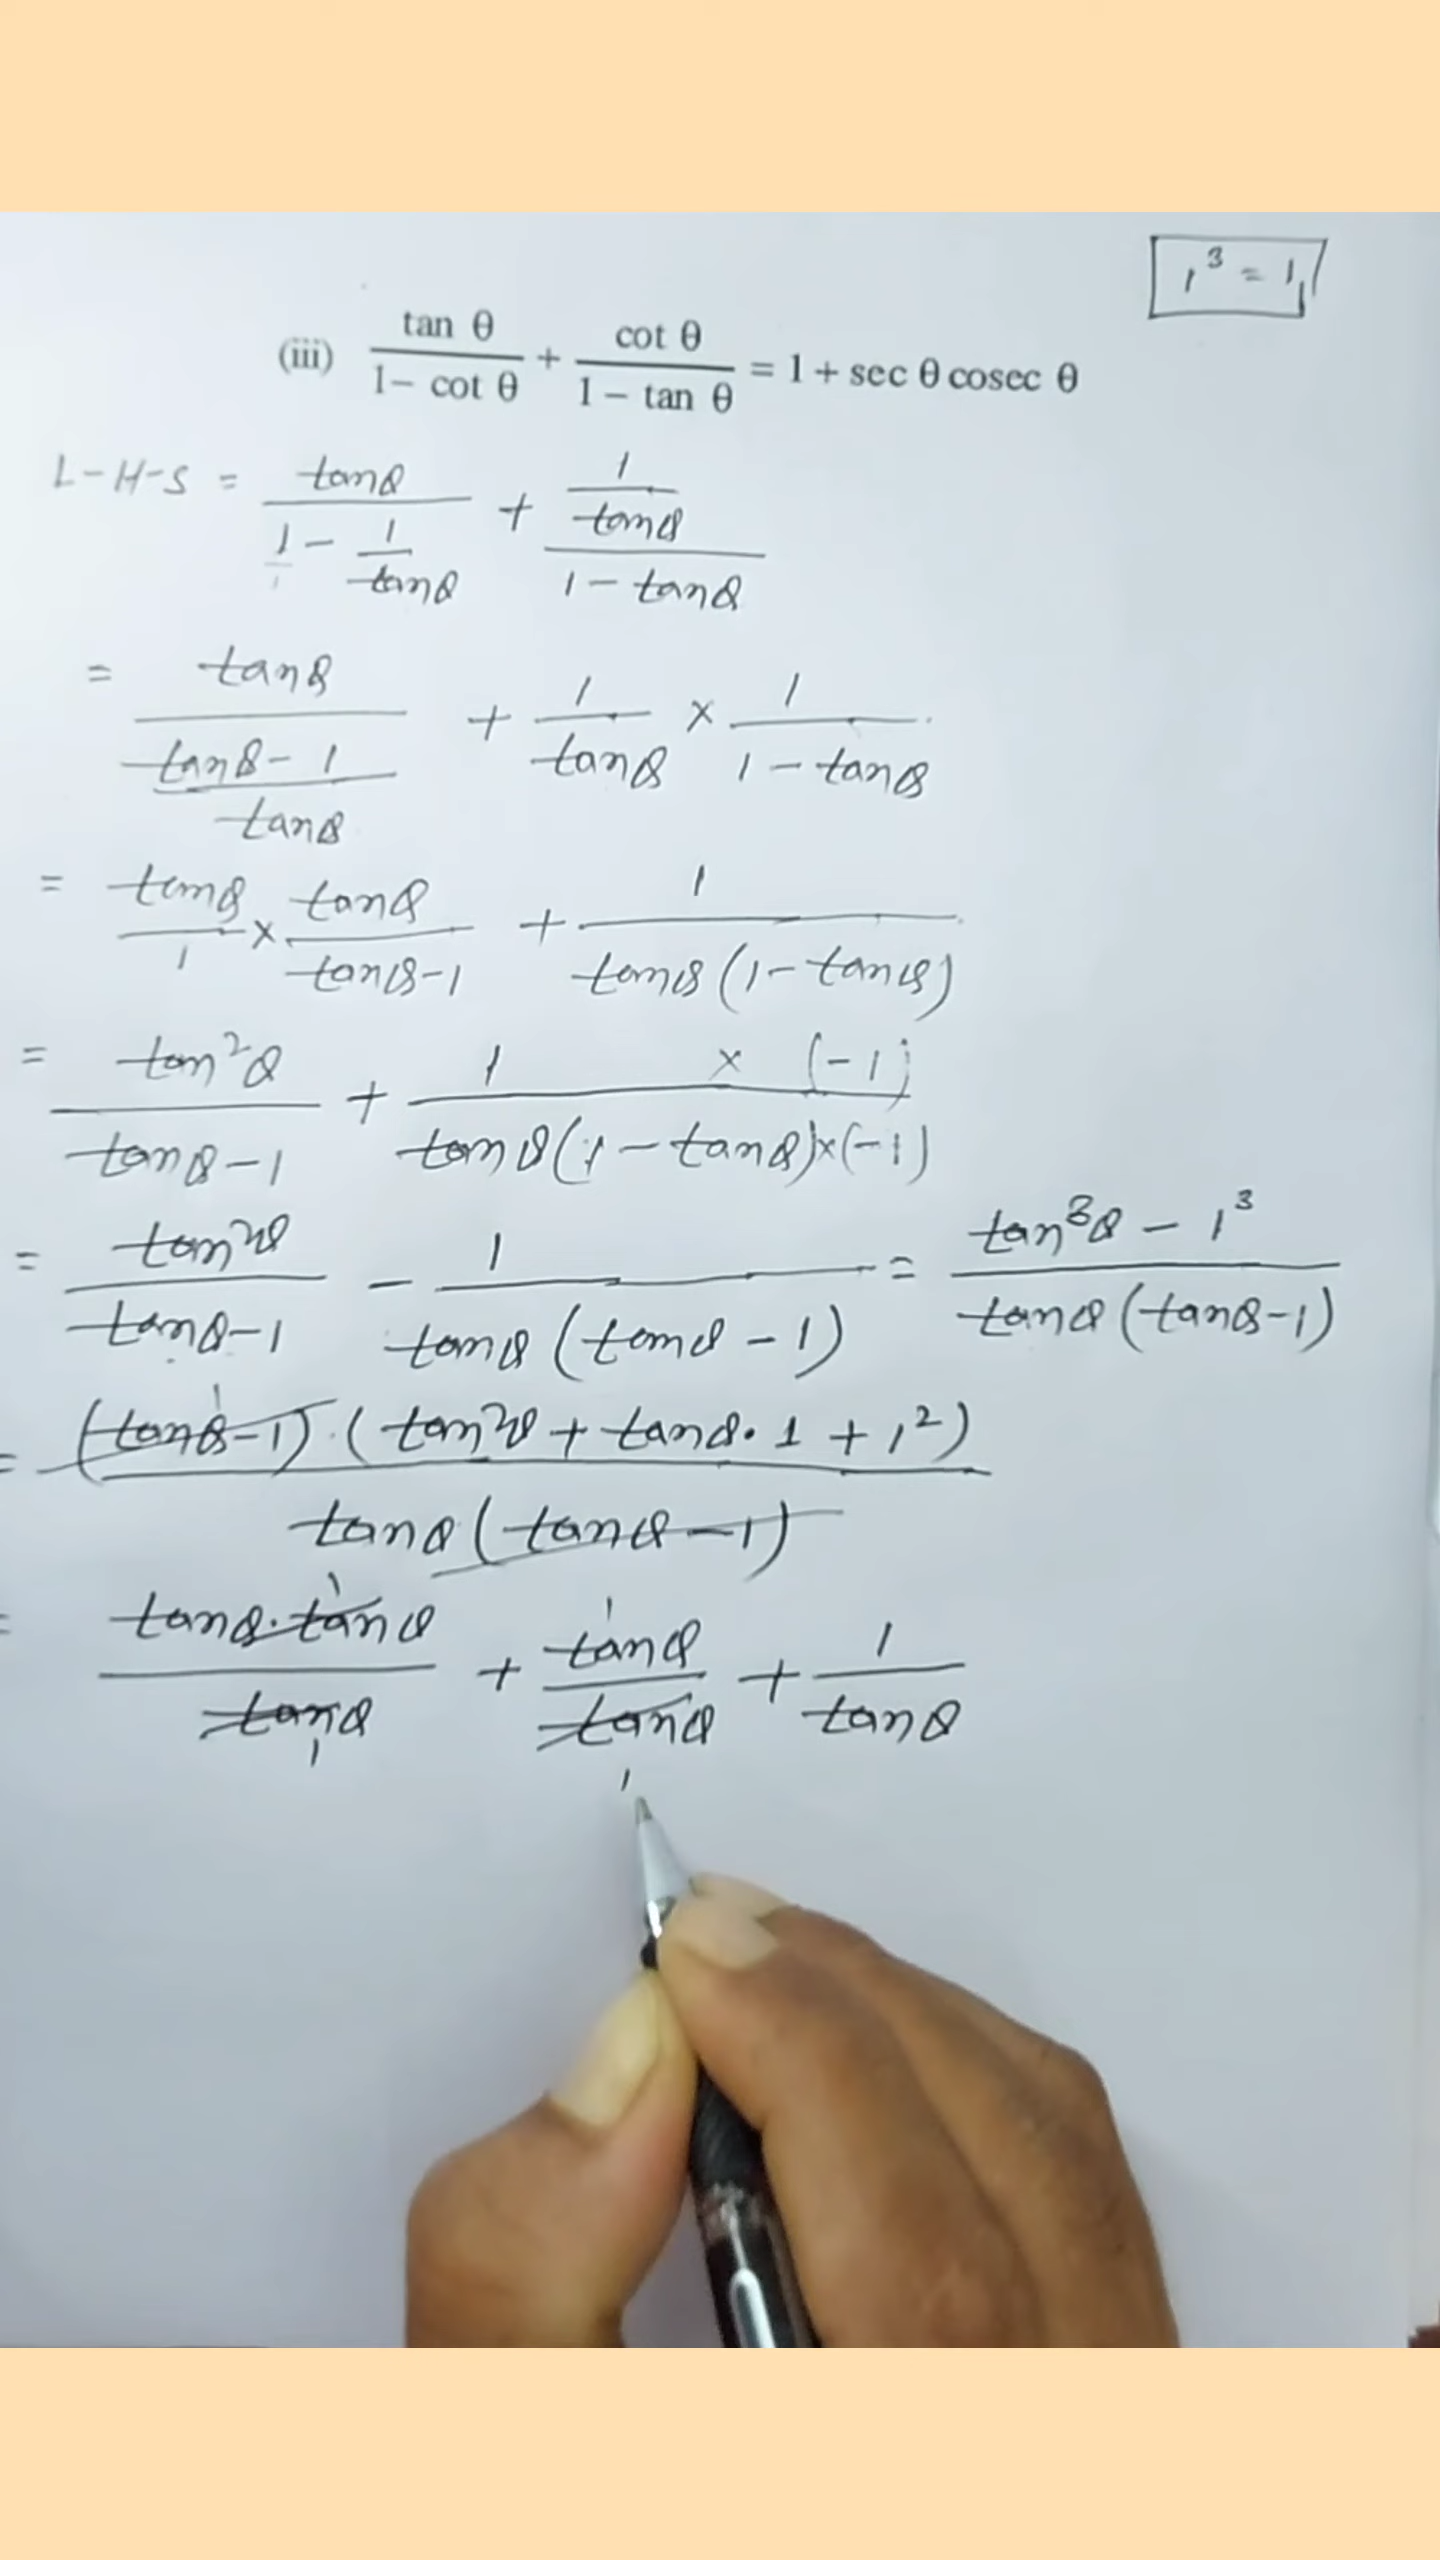 1³ = 1
(iii) tan θ / 1– cot θ + cot θ / 1 – tan θ = 1 + sec θ cosec θ
L-H-S = tanθ / (1 - 1/tanθ) + (1/tanθ) / (1 - tanθ)
= tanθ / ((tanθ - 1)/tanθ) + 1/tanθ × 1/(1 - tanθ)
= tanθ/1 × tanθ/(tanθ-1) + 1/(tanθ(1 - tanθ))
= tan²θ/(tanθ-1) + (1 × (-1))/(tanθ(1 - tanθ)×(-1))
= tan²θ/(tanθ-1) - 1/(tanθ(tanθ - 1)) = (tan³θ - 1³)/(tanθ(tanθ-1))
= (tanθ-1)·(tan²θ + tanθ·1 + 1²) / tanθ(tanθ-1)
= tanθ·tanθ/tanθ + tanθ/tanθ + 1/tanθ